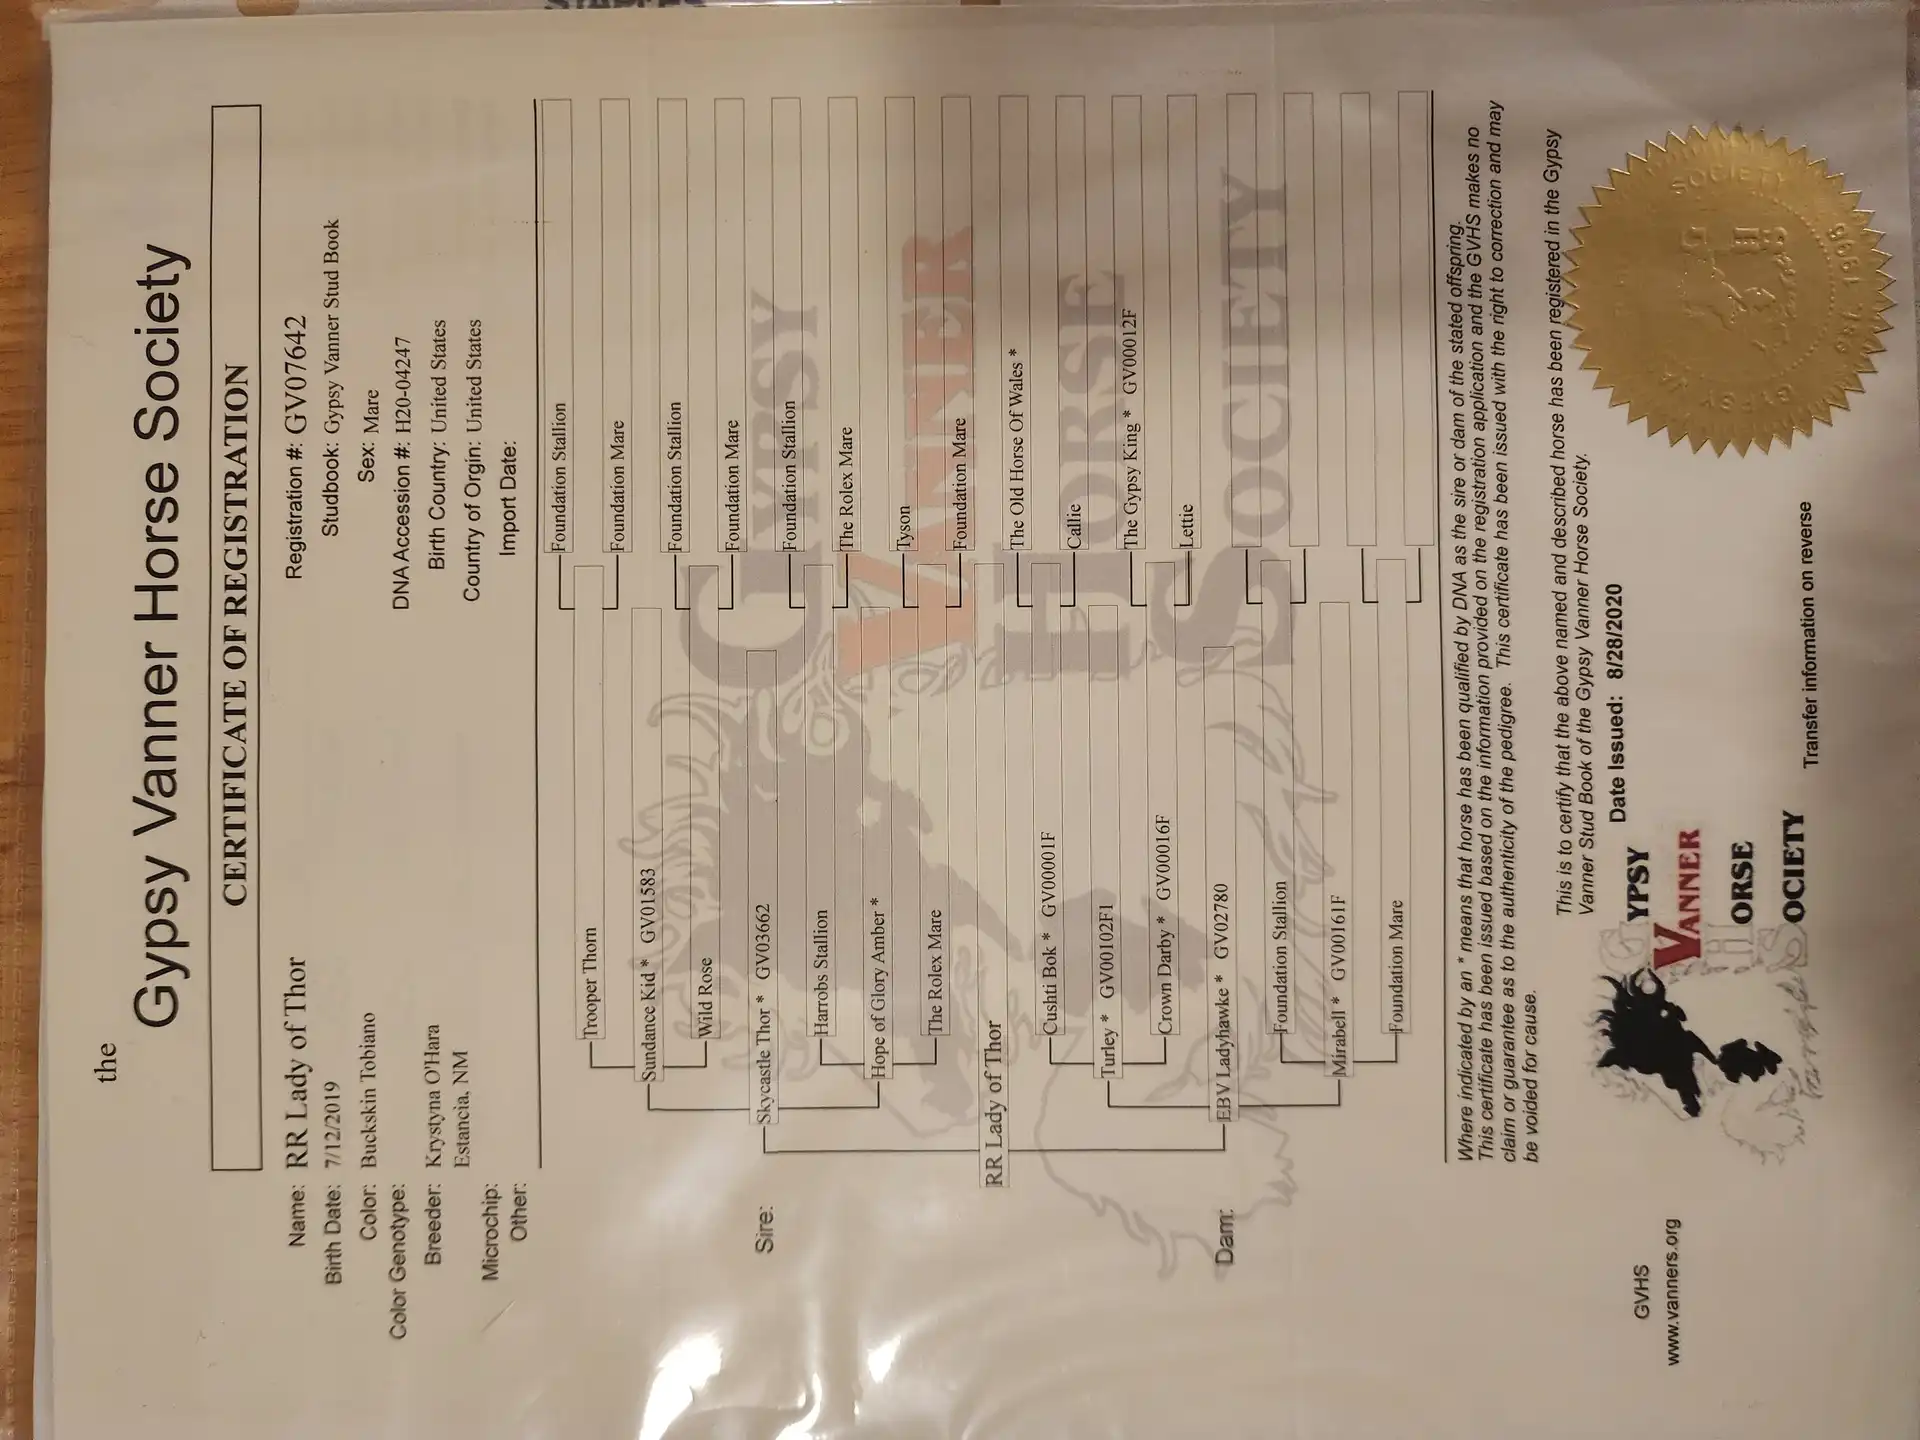 the
Gypsy Vanner Horse Society
CERTIFICATE OF REGISTRATION
Name: RR Lady of Thor
Birth Date: 7/12/2019
Color: Buckskin Tobiano
Color Genotype:
Breeder: Krystyna O'Hara
Estancia, NM
Microchip:
Other:
Registration #: GV07642
Studbook: Gypsy Vanner Stud Book
Sex: Mare
DNA Accession #: H20-04247
Birth Country: United States
Country of Origin: United States
Import Date:
Foundation Stallion
Trooper Thorn
Foundation Mare
Sundance Kid * GV01583
Foundation Stallion
Wild Rose
Foundation Mare
Sire: Skycastle Thor * GV03662
Foundation Stallion
Harrobs Stallion
The Rolex Mare
Hope of Glory Amber *
Tyson
The Rolex Mare
Foundation Mare
RR Lady of Thor
The Old Horse Of Wales *
Cushti Bok * GV00001F
Callie
Turley * GV00102F1
The Gypsy King * GV00012F
Crown Darby * GV00016F
Lettie
Dam: EBV Ladyhawke * GV02780
Foundation Stallion
Mirabell * GV00161F
Foundation Mare
GYPSY
VANNER
HORSE
SOCIETY
Where indicated by an * means that horse has been qualified by DNA as the sire or dam of the stated offspring.
This certificate has been issued based on the information provided on the registration application and the GVHS makes no
claim or guarantee as to the authenticity of the pedigree. This certificate has been issued with the right to correction and may
be voided for cause.
This is to certify that the above named and described horse has been registered in the Gypsy
Vanner Stud Book of the Gypsy Vanner Horse Society.
Date Issued: 8/28/2020
GVHS
www.vanners.org
GYPSY
VANNER
HORSE
SOCIETY
Transfer information on reverse
SOCIETY
1996